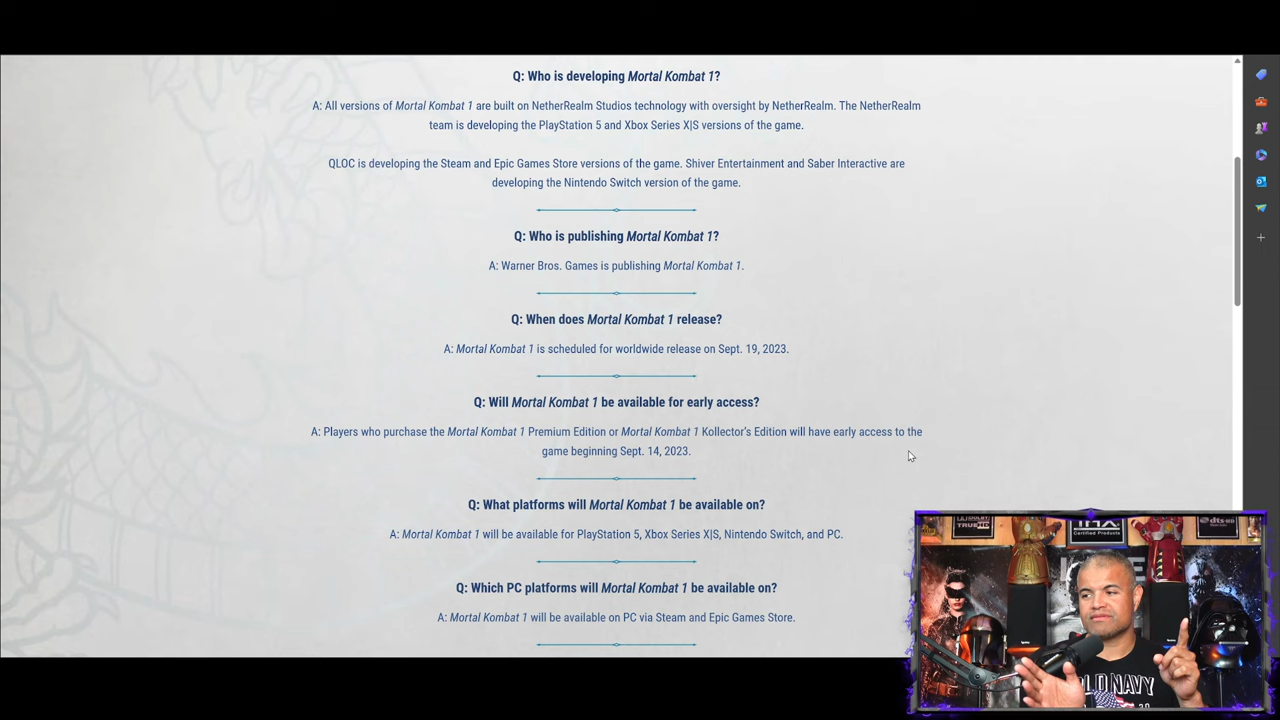 Q: Who is developing Mortal Kombat 1?
A: All versions of Mortal Kombat 1 are built on NetherRealm Studios technology with oversight by NetherRealm. The NetherRealm
team is developing the PlayStation 5 and Xbox Series X|S versions of the game.
QLOC is developing the Steam and Epic Games Store versions of the game. Shiver Entertainment and Saber Interactive are
developing the Nintendo Switch version of the game.
Q: Who is publishing Mortal Kombat 1?
A: Warner Bros. Games is publishing Mortal Kombat 1.
Q: When does Mortal Kombat 1 release?
A: Mortal Kombat 1 is scheduled for worldwide release on Sept. 19, 2023.
Q: Will Mortal Kombat 1 be available for early access?
A: Players who purchase the Mortal Kombat 1 Premium Edition or Mortal Kombat 1 Kollector's Edition will have early access to the
game beginning Sept. 14, 2023.
Q: What platforms will Mortal Kombat 1 be available on?
A: Mortal Kombat 1 will be available for PlayStation 5, Xbox Series X|S, Nintendo Switch, and PC.
Q: Which PC platforms will Mortal Kombat 1 be available on?
A: Mortal Kombat 1 will be available on PC via Steam and Epic Games Store.
TRUEHD
THX
Certified Products
dts-HD
OLD NAVY